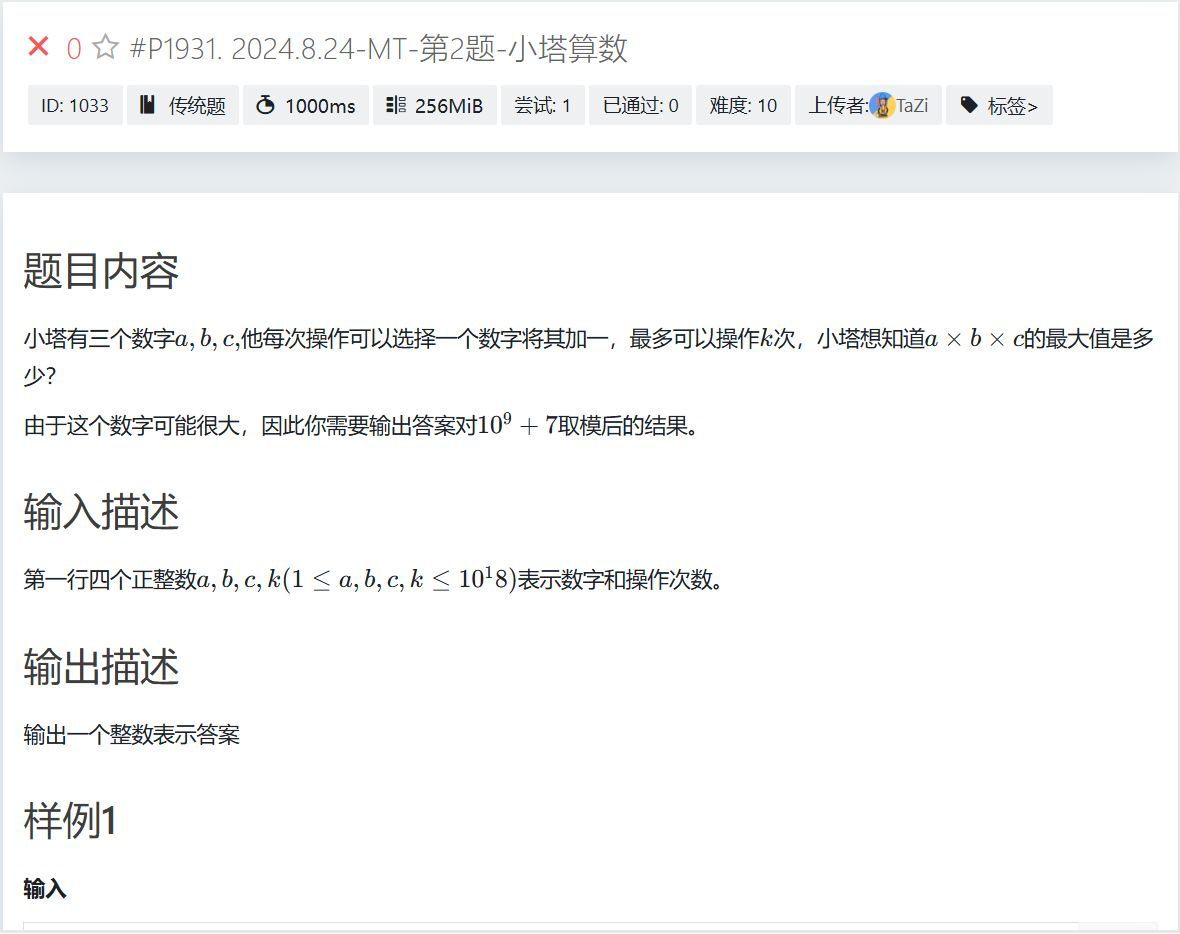 0 #P1931. 2024.8.24-MT-第2题-小塔算数
ID: 1033 传统题 1000ms 256MiB 尝试: 1 已通过: 0 难度: 10 上传者: TaZi 标签>
题目内容
小塔有三个数字a, b, c,他每次操作可以选择一个数字将其加一，最多可以操作k次，小塔想知道a × b × c的最大值是多
少？
由于这个数字可能很大，因此你需要输出答案对10⁹ + 7取模后的结果。
输入描述
第一行四个正整数a, b, c, k(1 ≤ a, b, c, k ≤ 10¹8)表示数字和操作次数。
输出描述
输出一个整数表示答案
样例1
输入